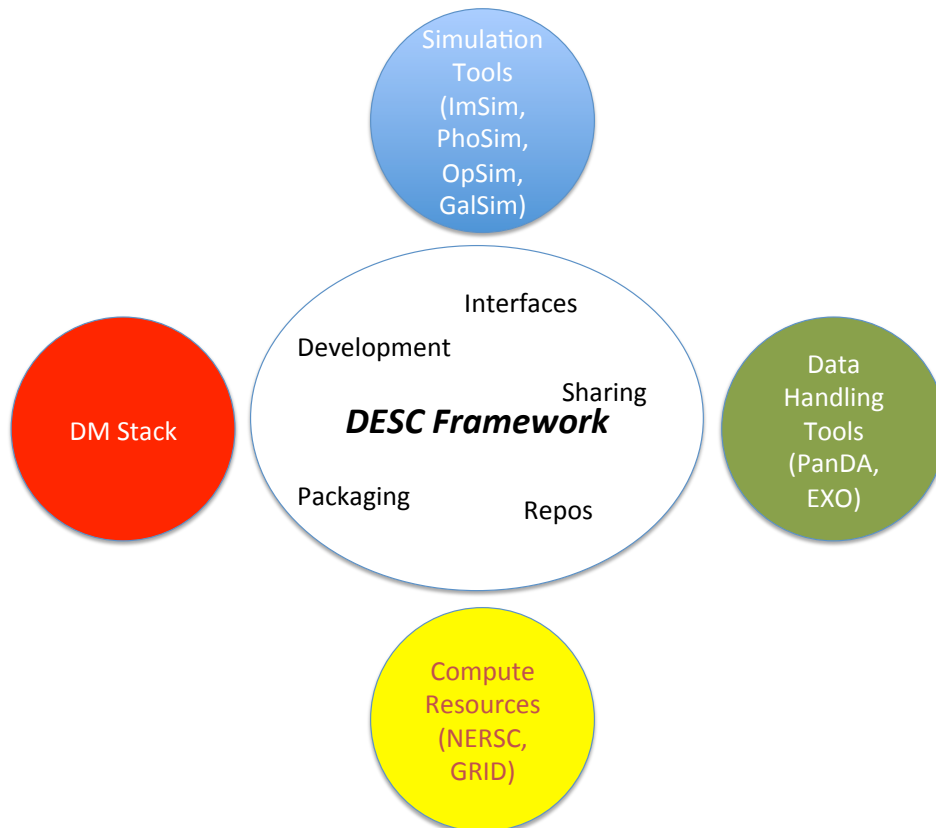 Simulation
Tools
(ImSim,
PhoSim,
OpSim,
GalSim)
Interfaces
Development
Sharing
DESC Framework
Packaging
Repos
DM Stack
Data
Handling
Tools
(PanDA,
EXO)
Compute
Resources
(NERSC,
GRID)